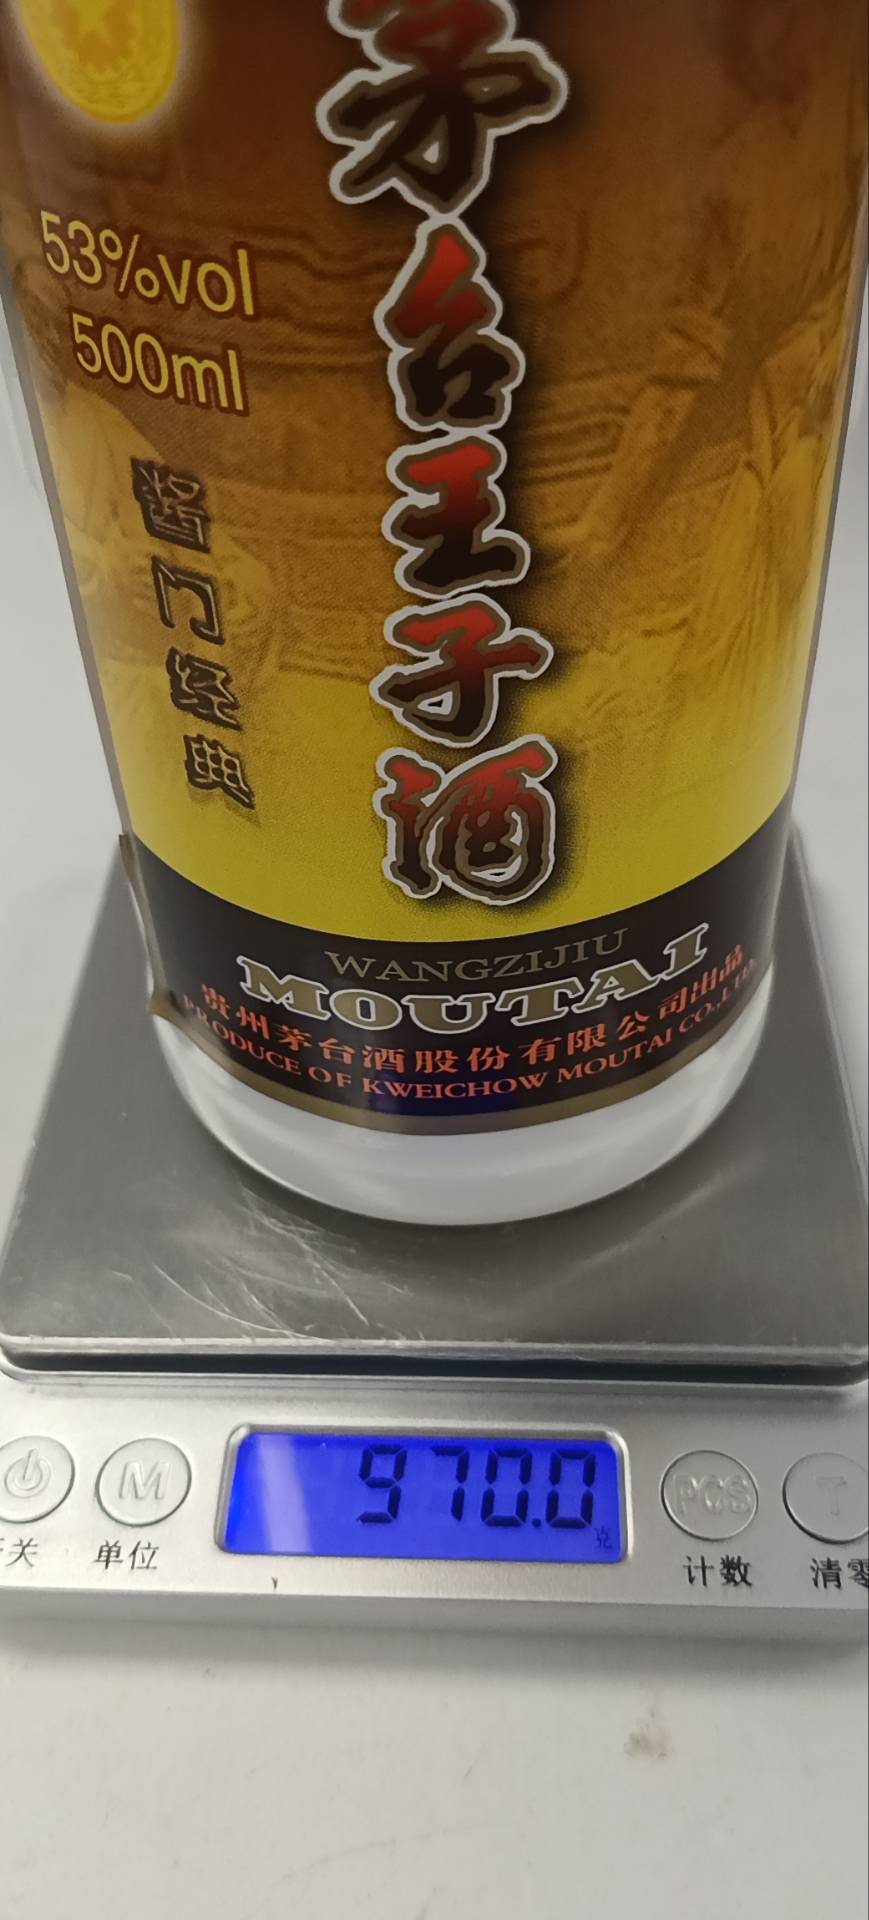 茅台王子酒
53%vol
500ml
酱门经典
WANGZIJIU
MOUTAI
贵州茅台酒股份有限公司出品
PRODUCE OF KWEICHOW MOUTAI CO.,LTD.
970.0
克
M
PCS
T
关
单位
计数
清零